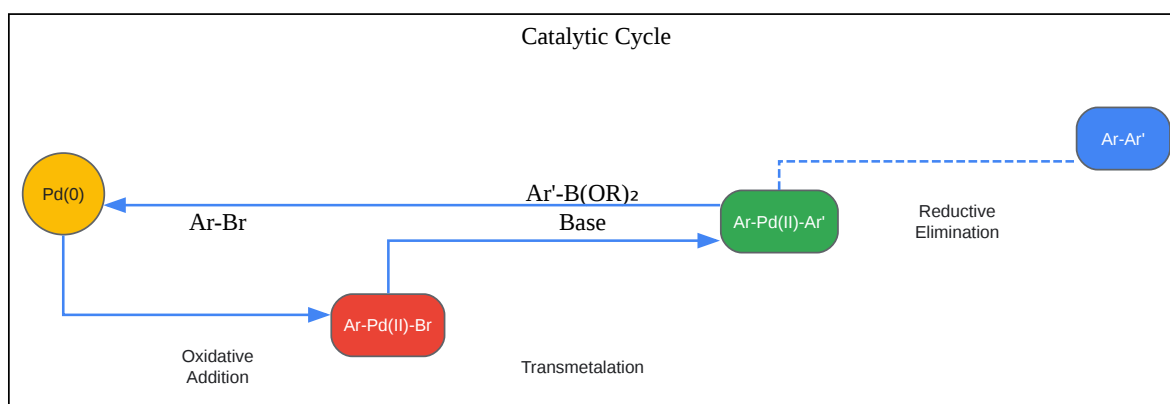 Catalytic Cycle
Ar-Ar'
Pd(0)
Ar'-B(OR)₂
Ar-Br
Base
Ar-Pd(II)-Ar'
Reductive
Elimination
Ar-Pd(II)-Br
Oxidative
Addition
Transmetalation